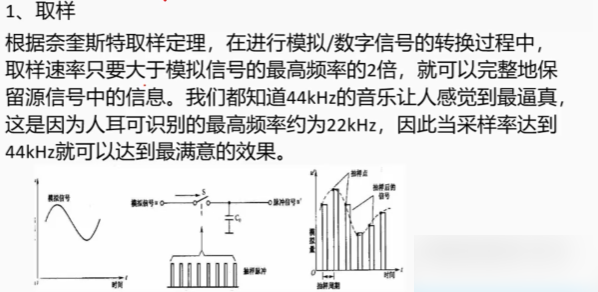 1、取样
根据奈奎斯特取样定理，在进行模拟/数字信号的转换过程中，
取样速率只要大于模拟信号的最高频率的2倍，就可以完整地保
留源信号中的信息。我们都知道44kHz的音乐让人感觉到最逼真，
这是因为人耳可识别的最高频率约为22kHz，因此当采样率达到
44kHz就可以达到最满意的效果。
模拟信号
t
时间
模拟信号u
S
C
脉冲信号u'
抽样脉冲
u'
抽样点
抽样后的
信号
模拟量
t
时间
抽样周期